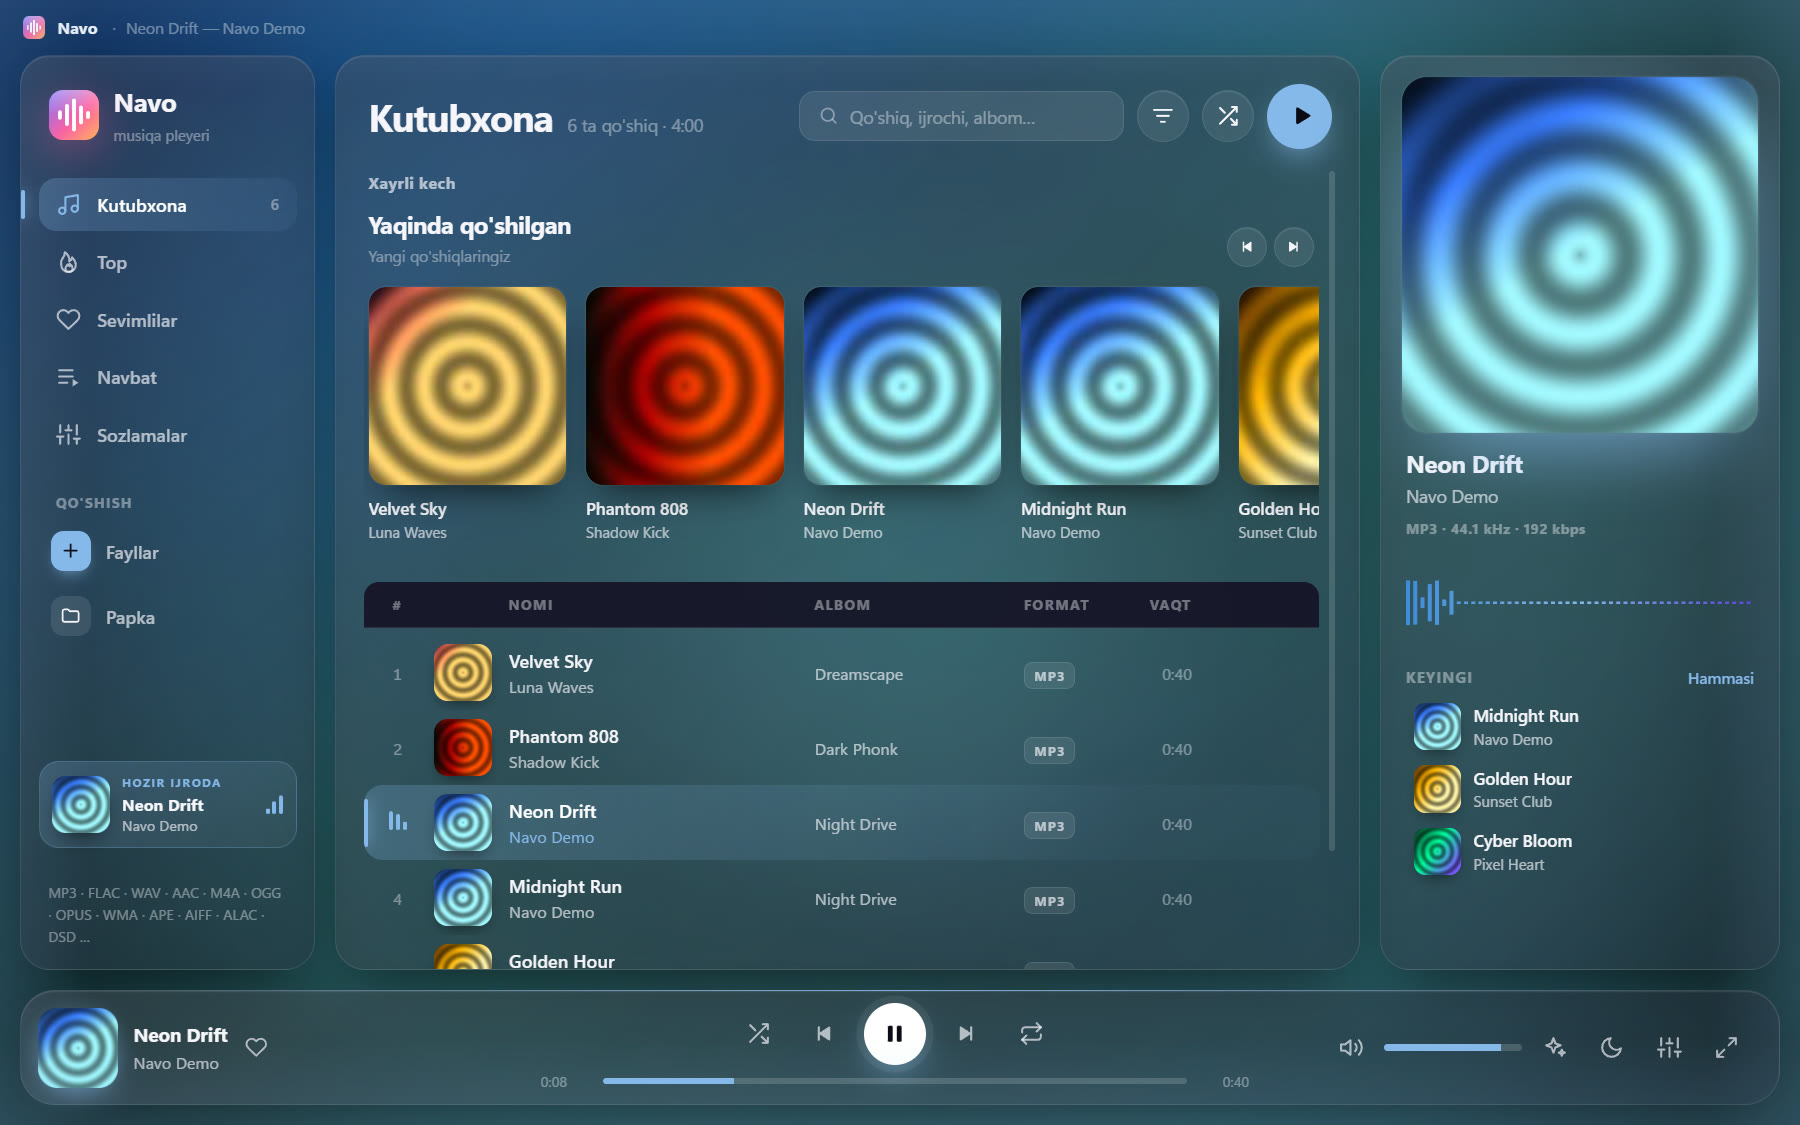 Navo · Neon Drift — Navo Demo
Navo
musiqa pleyeri
Kutubxona 6
Top
Sevimlilar
Navbat
Sozlamalar
QO'SHISH
Fayllar
Papka
HOZIR IJRODA
Neon Drift
Navo Demo
MP3 · FLAC · WAV · AAC · M4A · OGG
· OPUS · WMA · APE · AIFF · ALAC ·
DSD ...
Kutubxona 6 ta qo'shiq · 4:00
Qo'shiq, ijrochi, albom...
Xayrli kech
Yaqinda qo'shilgan
Yangi qo'shiqlaringiz
Velvet Sky
Luna Waves
Phantom 808
Shadow Kick
Neon Drift
Navo Demo
Midnight Run
Navo Demo
Golden Ho
Sunset Club
# NOMI ALBOM FORMAT VAQT
1 Velvet Sky Dreamscape MP3 0:40
Luna Waves
2 Phantom 808 Dark Phonk MP3 0:40
Shadow Kick
Neon Drift Night Drive MP3 0:40
Navo Demo
4 Midnight Run Night Drive MP3 0:40
Navo Demo
Golden Hour
Neon Drift
Navo Demo
MP3 · 44.1 kHz · 192 kbps
KEYINGI Hammasi
Midnight Run
Navo Demo
Golden Hour
Sunset Club
Cyber Bloom
Pixel Heart
Neon Drift
Navo Demo
0:08 0:40